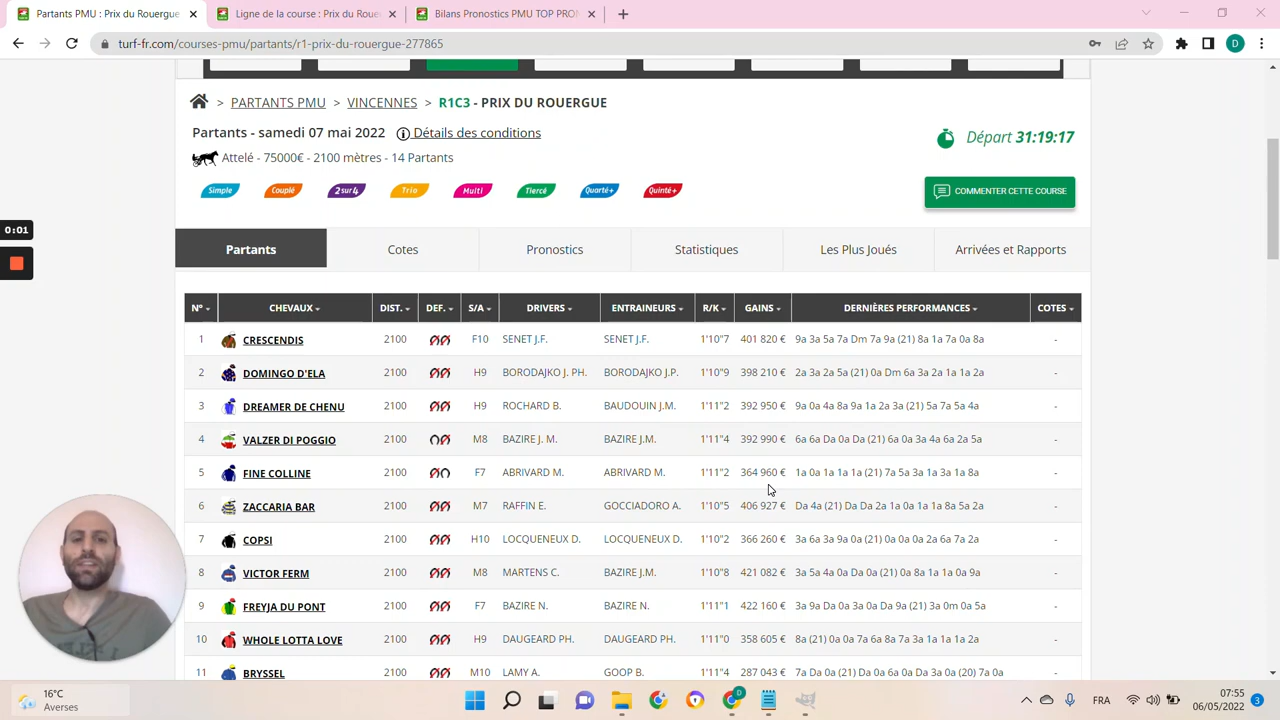 Partants PMU : Prix du Rouergue
Ligne de la course : Prix du Roue
Bilans Pronostics PMU TOP PRON
turf-fr.com/courses-pmu/partants/r1-prix-du-rouergue-277865
D
> PARTANTS PMU > VINCENNES > R1C3 - PRIX DU ROUERGUE
Partants - samedi 07 mai 2022 Détails des conditions
Départ 31:19:17
Attelé - 75000€ - 2100 mètres - 14 Partants
Simple Couplé 2sur4 Trio Multi Tiercé Quarté+ Quinté+
COMMENTER CETTE COURSE
0:01
Partants Cotes Pronostics Statistiques Les Plus Joués Arrivées et Rapports
N° CHEVAUX DIST. DEF. S/A DRIVERS ENTRAINEURS R/K GAINS DERNIÈRES PERFORMANCES COTES
1 CRESCENDIS 2100 F10 SENET J.F. SENET J.F. 1'10"7 401 820 € 9a 3a 5a 7a Dm 7a 9a (21) 8a 1a 7a 0a 8a -
2 DOMINGO D'ELA 2100 H9 BORODAJKO J. PH. BORODAJKO J.P. 1'10"9 398 210 € 2a 3a 2a 5a (21) 0a Dm 6a 3a 2a 1a 1a 2a -
3 DREAMER DE CHENU 2100 H9 ROCHARD B. BAUDOUIN J.M. 1'11"2 392 950 € 9a 0a 4a 8a 9a 1a 2a 3a (21) 5a 7a 5a 4a -
4 VALZER DI POGGIO 2100 M8 BAZIRE J. M. BAZIRE J.M. 1'11"4 392 990 € 6a 6a Da 0a Da (21) 6a 0a 3a 4a 6a 2a 5a -
5 FINE COLLINE 2100 F7 ABRIVARD M. ABRIVARD M. 1'11"2 364 960 € 1a 0a 1a 1a 1a (21) 7a 5a 3a 1a 3a 1a 8a -
6 ZACCARIA BAR 2100 M7 RAFFIN E. GOCCIADORO A. 1'10"5 406 927 € Da 4a (21) Da Da 2a 1a 0a 1a 1a 8a 5a 2a -
7 COPSI 2100 H10 LOCQUENEUX D. LOCQUENEUX D. 1'10"2 366 260 € 3a 6a 3a 9a 0a (21) 0a 0a 2a 6a 7a 2a -
8 VICTOR FERM 2100 M8 MARTENS C. BAZIRE J.M. 1'10"8 421 082 € 3a 5a 4a 0a Da 0a (21) 0a 8a 1a 1a 0a 9a -
9 FREYJA DU PONT 2100 F7 BAZIRE N. BAZIRE N. 1'11"1 422 160 € 3a 9a Da 0a 3a 0a Da 9a (21) 3a 0m 0a 5a -
10 WHOLE LOTTA LOVE 2100 H9 DAUGEARD PH. DAUGEARD PH. 1'11"0 358 605 € 8a (21) 0a 0a 7a 6a 8a 7a 3a 1a 1a 1a 2a -
11 BRYSSEL 2100 M10 LAMY A. GOOP B. 1'11"4 287 043 € 7a Da 0a (21) Da 0a 6a 0a Da 3a 0a (20) 7a 0a -
16°C
Averses
FRA
07:55
06/05/2022
3